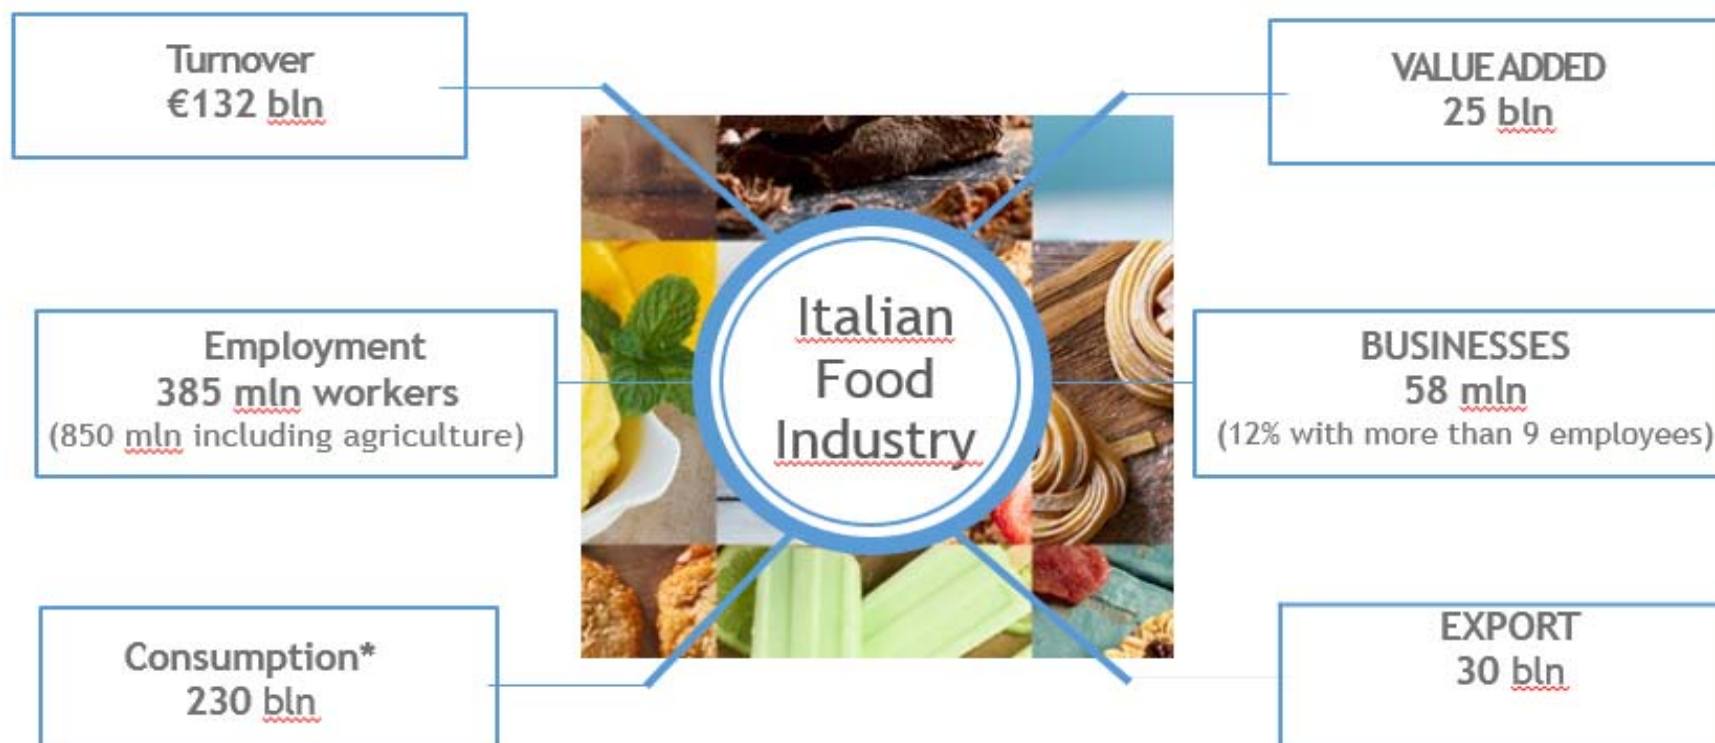 Turnover
€132 bln
VALUE ADDED
25 bln
Employment
385 mln workers
(850 mln including agriculture)
Italian
Food
Industry
BUSINESSES
58 mln
(12% with more than 9 employees)
Consumption*
230 bln
EXPORT
30 bln